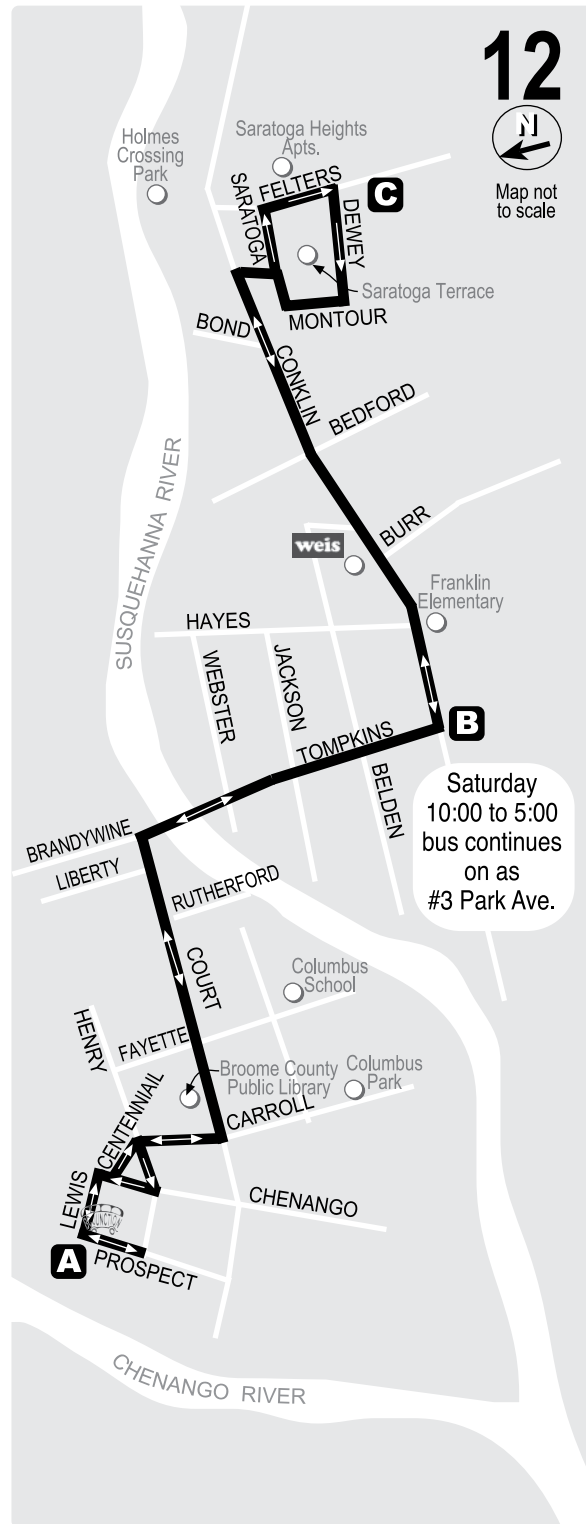 12
N
Map not
to scale
Holmes
Crossing
Park
Saratoga Heights
Apts.
FELTERS
C
SARATOGA
DEWEY
Saratoga Terrace
MONTOUR
BOND
CONKLIN
BEDFORD
SUSQUEHANNA RIVER
BURR
weis
Franklin
Elementary
HAYES
WEBSTER
JACKSON
B
TOMPKINS
BELDEN
Saturday
10:00 to 5:00
bus continues
on as
#3 Park Ave.
BRANDYWINE
LIBERTY
RUTHERFORD
COURT
Columbus
School
HENRY
FAYETTE
Broome County
Public Library
Columbus
Park
CENTENNIAIL
CARROLL
LEWIS
CHENANGO
JUNCTION
A
PROSPECT
CHENANGO RIVER